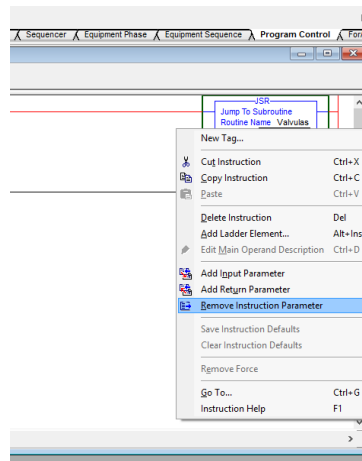 Sequencer Equipment Phase Equipment Sequence Program Control
JSR
Jump To Subroutine
Routine Name Valvulas
New Tag...
Cut Instruction Ctrl+X
Copy Instruction Ctrl+C
Paste Ctrl+V
Delete Instruction Del
Add Ladder Element... Alt+Ins
Edit Main Operand Description Ctrl+D
Add Input Parameter
Add Return Parameter
Remove Instruction Parameter
Save Instruction Defaults
Clear Instruction Defaults
Remove Force
Go To... Ctrl+G
Instruction Help F1